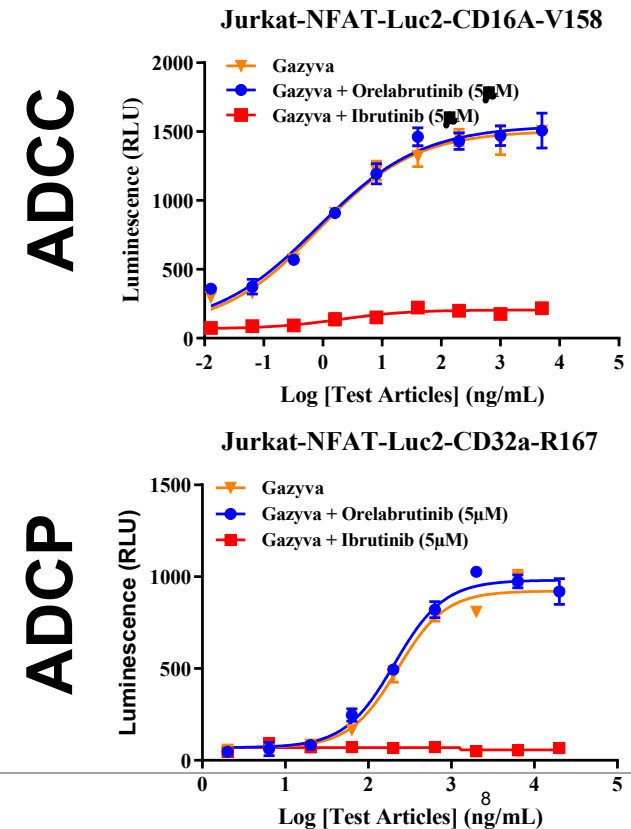 Jurkat-NFAT-Luc2-CD16A-V158
ADCC
Luminescence (RLU)
2000
1500
1000
500
0
Gazyva
Gazyva + Orelabrutinib (5 M)
Gazyva + Ibrutinib (5 M)
-2 -1 0 1 2 3 4 5
Log [Test Articles] (ng/mL)
Jurkat-NFAT-Luc2-CD32a-R167
ADCP
Luminescence (RLU)
1500
1000
500
0
Gazyva
Gazyva + Orelabrutinib (5µM)
Gazyva + Ibrutinib (5µM)
0 1 2 3 4 5
8
Log [Test Articles] (ng/mL)